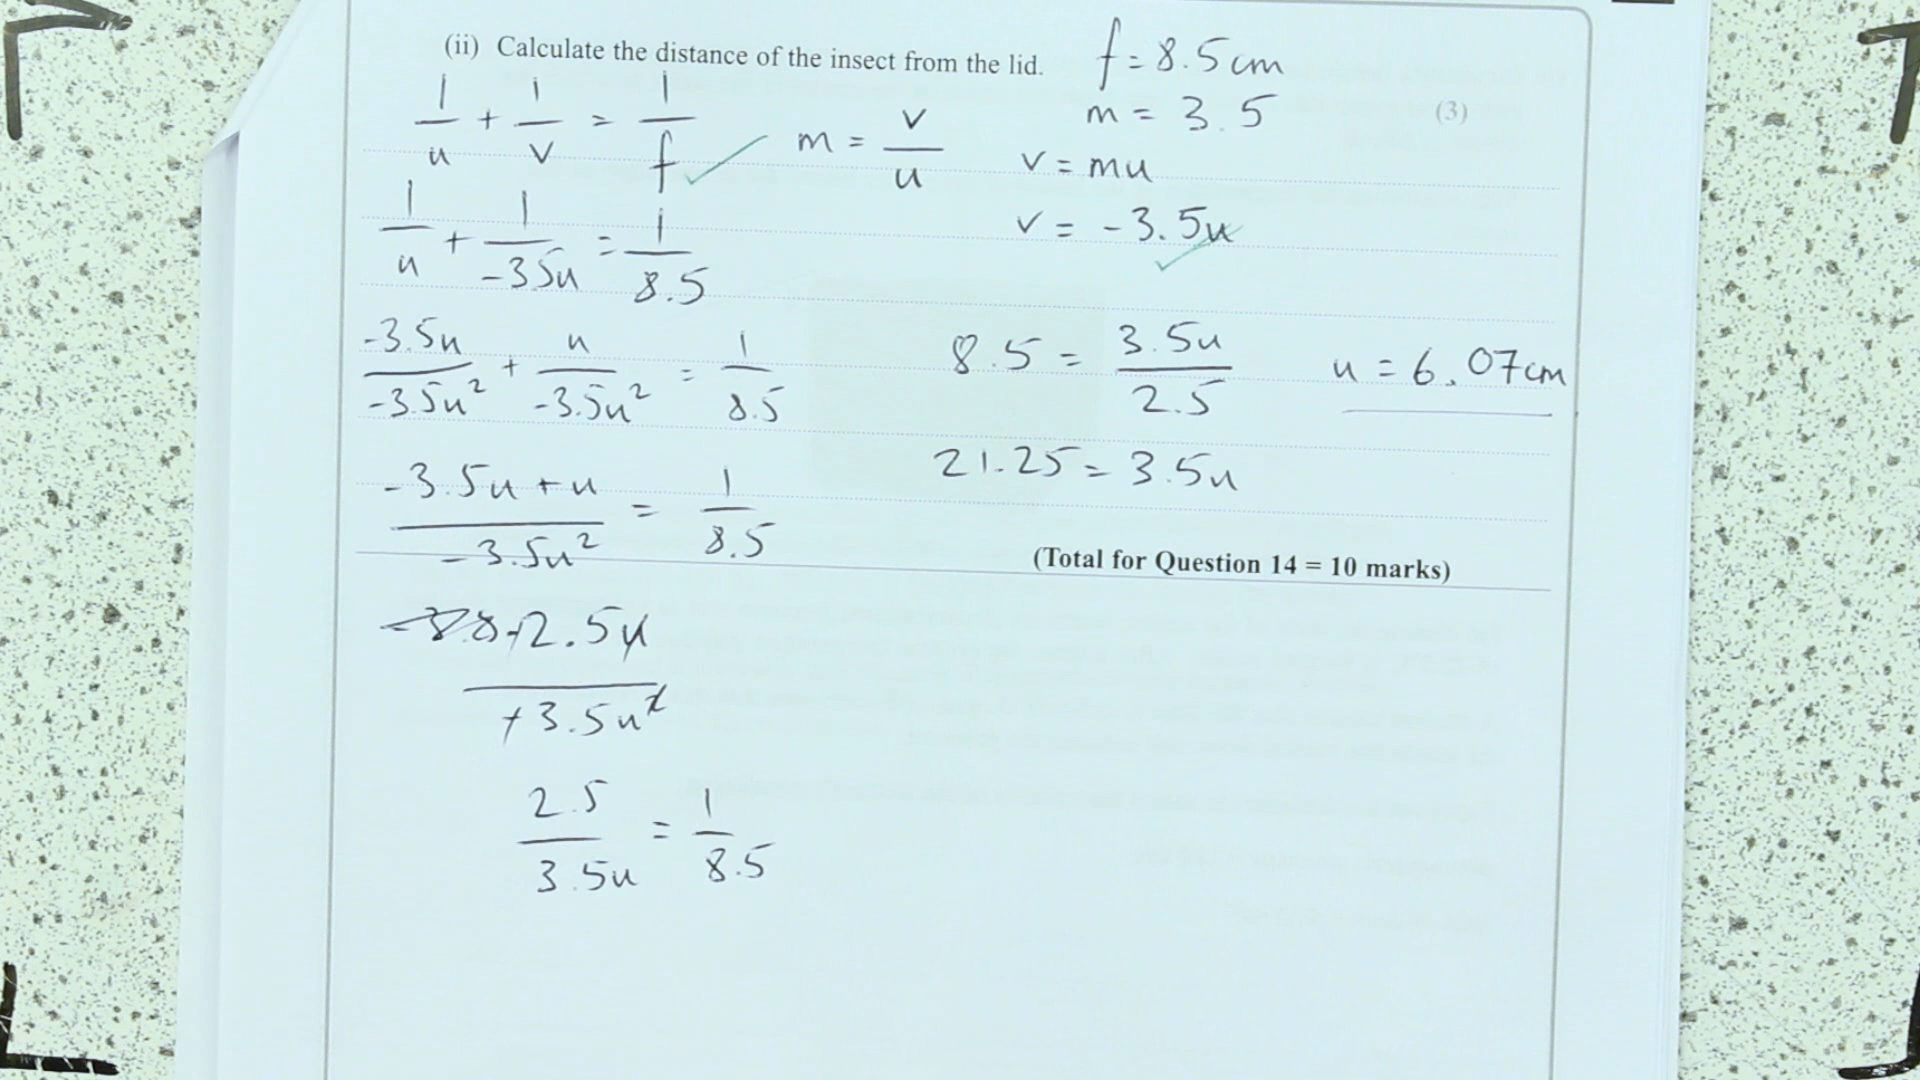 (ii) Calculate the distance of the insect from the lid.
f = 8.5 cm
m = 3.5
(3)
1/u + 1/v = 1/f
m = v/u
v = mu
v = -3.5u
1/u + 1/-3.5u = 1/8.5
-3.5u/-3.5u² + u/-3.5u² = 1/8.5
8.5 = 3.5u/2.5
u = 6.07cm
-3.5u + u/-3.5u² = 1/8.5
21.25 = 3.5u
(Total for Question 14 = 10 marks)
-2.5u
+3.5u²
2.5/3.5u = 1/8.5